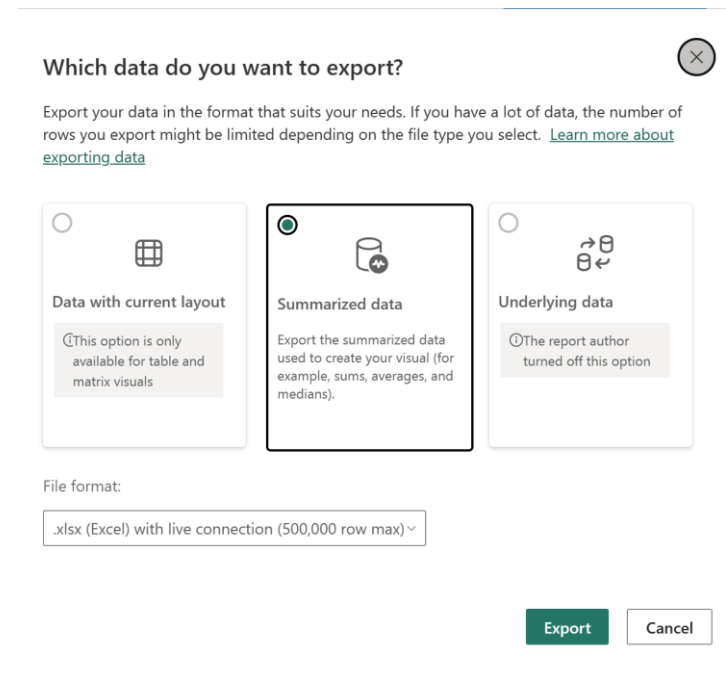 Which data do you want to export?
Export your data in the format that suits your needs. If you have a lot of data, the number of
rows you export might be limited depending on the file type you select. Learn more about
exporting data
Data with current layout
This option is only
available for table and
matrix visuals
Summarized data
Export the summarized data
used to create your visual (for
example, sums, averages, and
medians).
Underlying data
The report author
turned off this option
File format:
.xlsx (Excel) with live connection (500,000 row max)
Export
Cancel